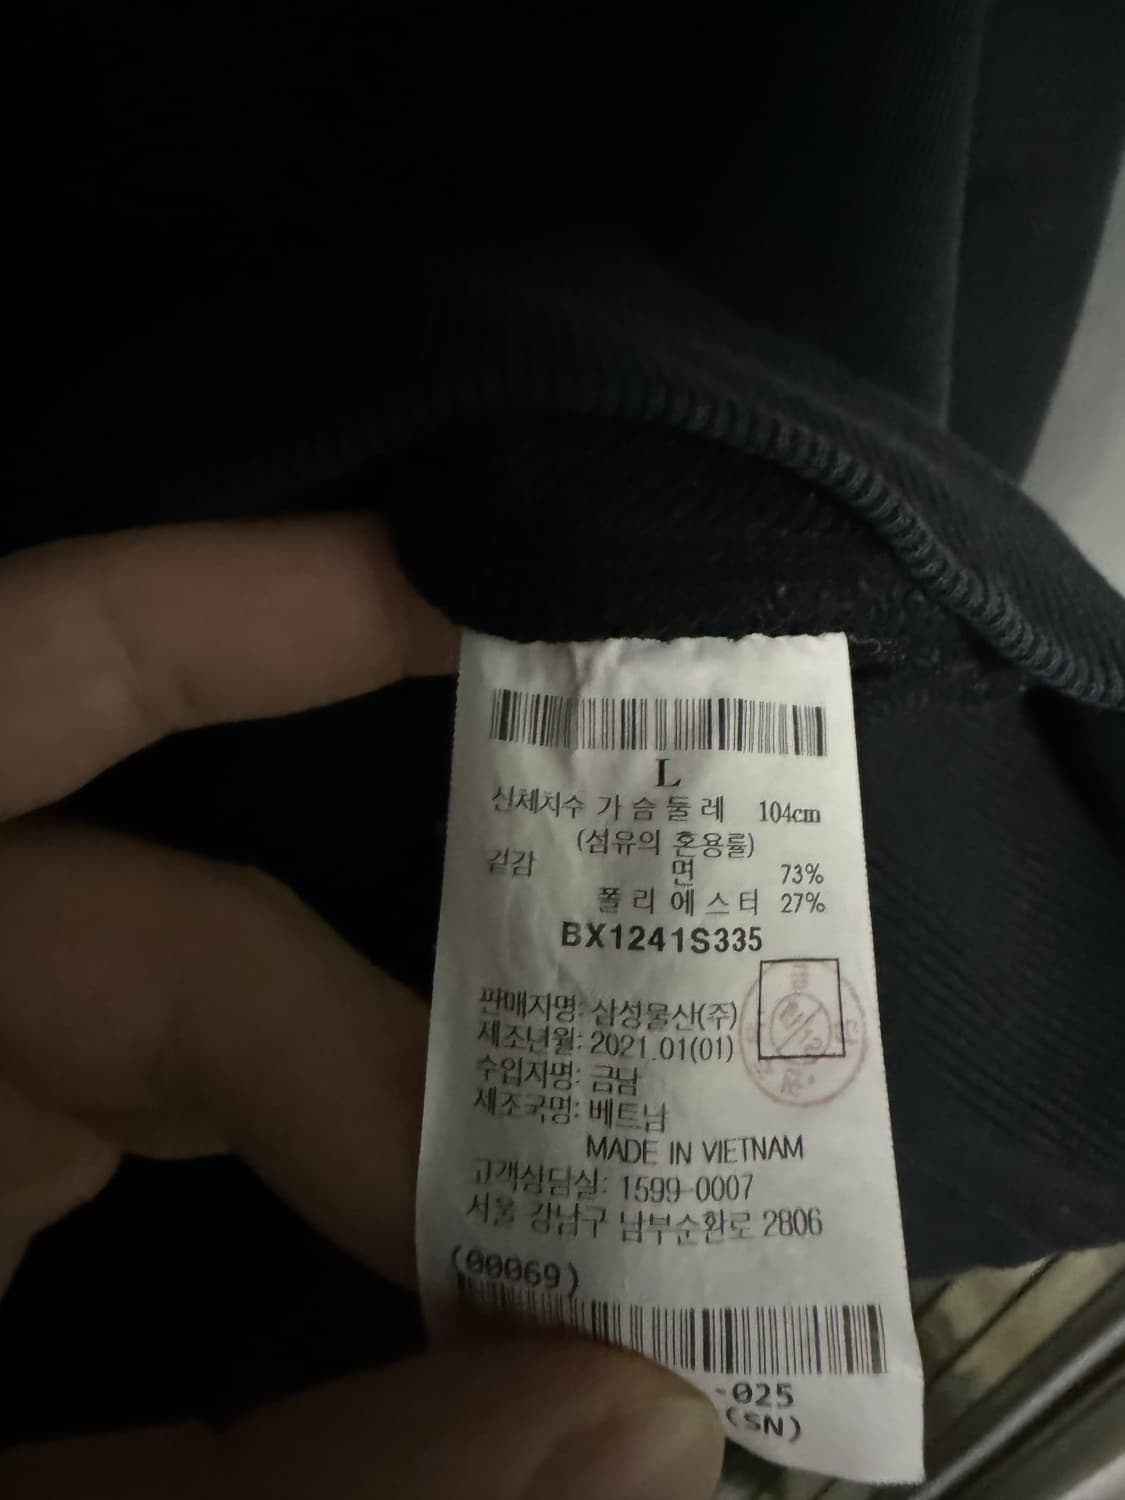 L
신체치수 가슴둘레 104cm
(섬유의 혼용률)
겉감 면 73%
폴리에스터 27%
BX1241S335
판매자명: 삼성물산(주)
제조년월: 2021.01(01)
수입자명: 금담
제조국명: 베트남
MADE IN VIETNAM
고객상담실: 1599-0007
서울 강남구 남부순환로 2806
(00069)
-025
(SN)